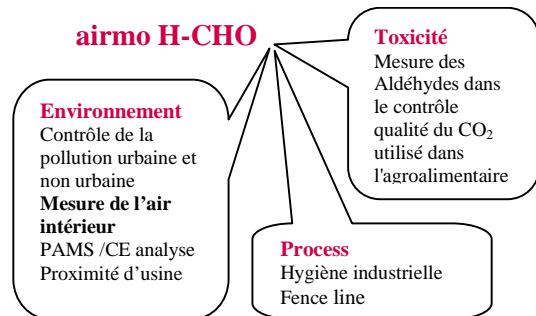 airmo H-CHO
Toxicité
Mesure des
Aldéhydes dans
le contrôle
qualité du CO₂
utilisé dans
l'agroalimentaire
Environnement
Contrôle de la
pollution urbaine et
non urbaine
Mesure de l'air
intérieur
PAMS /CE analyse
Proximité d'usine
Process
Hygiène industrielle
Fence line